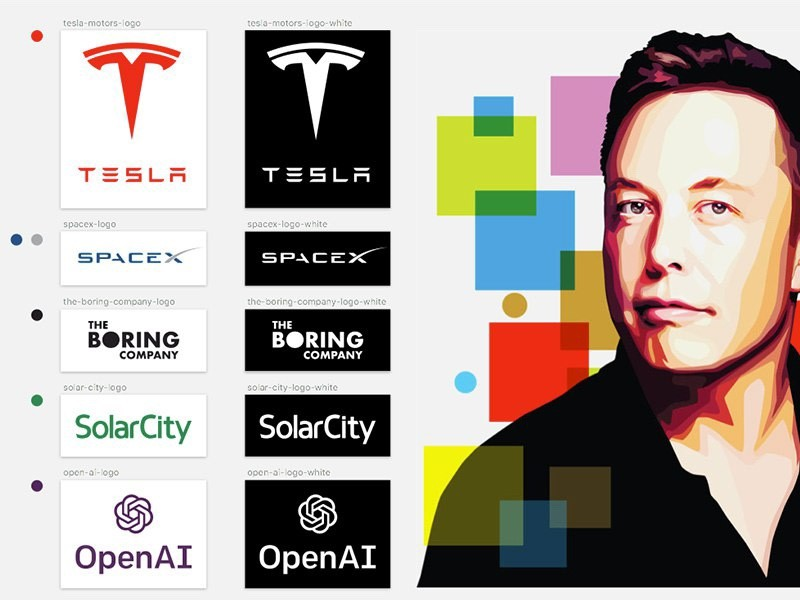 tesla-motors-logo
tesla-motors-logo-white
TESLA
TESLA
spacex-logo
spacex-logo-white
SPACEX
SPACEX
the-boring-company-logo
the-boring-company-logo-white
THE
BORING
COMPANY
THE
BORING
COMPANY
solar-city-logo
solar-city-logo-white
SolarCity
SolarCity
open-ai-logo
open-ai-logo-white
OpenAI
OpenAI